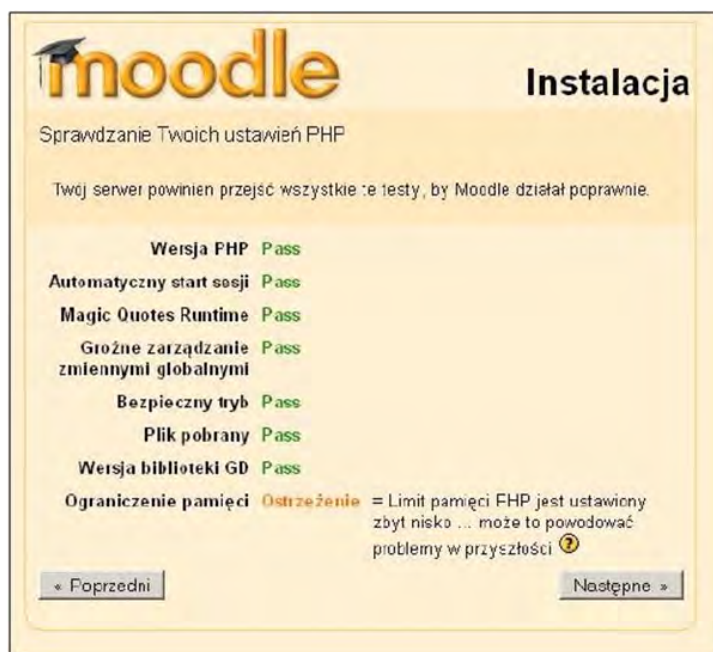 moodle
Instalacja
Sprawdzanie Twoich ustawień PHP
Twój serwer powinien przejść wszystkie te testy, by Moodle działał poprawnie.
Wersja PHP Pass
Automatyczny start sesji Pass
Magic Quotes Runtime Pass
Groźne zarządzanie Pass
zmiennymi globalnymi
Bezpieczny tryb Pass
Plik pobrany Pass
Wersja biblioteki GD Pass
Ograniczenie pamięci Ostrzeżenie = Limit pamięci PHP jest ustawiony
zbyt nisko ... może to powodować
problemy w przyszłości ?
« Poprzedni
Następne »